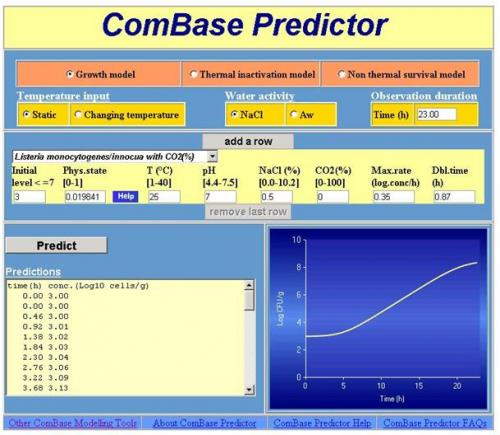 ComBase Predictor
Growth model Thermal inactivation model Non thermal survival model
Temperature input Water activity Observation duration
Static Changing temperature NaCl Aw Time (h) 23.00
add a row
Listeria monocytogenes/innocua with CO2(%)
Initial Phys.state T (°C) pH NaCl (%) CO2(%) Max.rate Dbl.time
level < =7 [0-1] [1-40] [4.4-7.5] [0.0-10.2] [0-100] (log.conc/h) (h)
3 0.019841 Help 25 7 0.5 0 0.35 0.87
remove last row
Predict
Predictions
time(h) conc.(Log10 cells/g)
0.00 3.00
0.00 3.00
0.46 3.00
0.92 3.01
1.38 3.02
1.84 3.03
2.30 3.04
2.76 3.06
3.22 3.09
3.68 3.13
10
8
6
4
2
0
Log CFU/g
0 5 10 15 20
Time (h)
Other ComBase Modelling Tools About ComBase Predictor ComBase Predictor Help ComBase Predictor FAQs